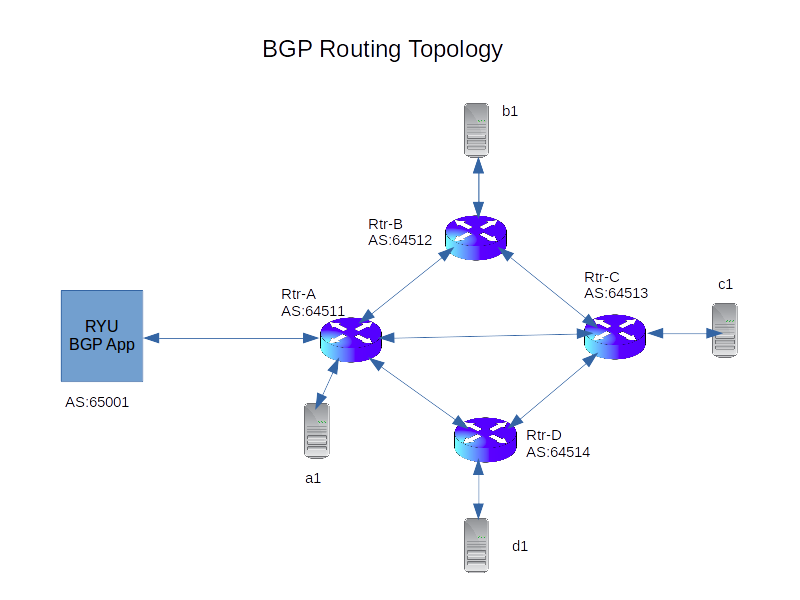 BGP Routing Topology
b1
Rtr-B
AS:64512
Rtr-C
AS:64513
c1
Rtr-A
AS:64511
RYU
BGP App
AS:65001
a1
Rtr-D
AS:64514
d1